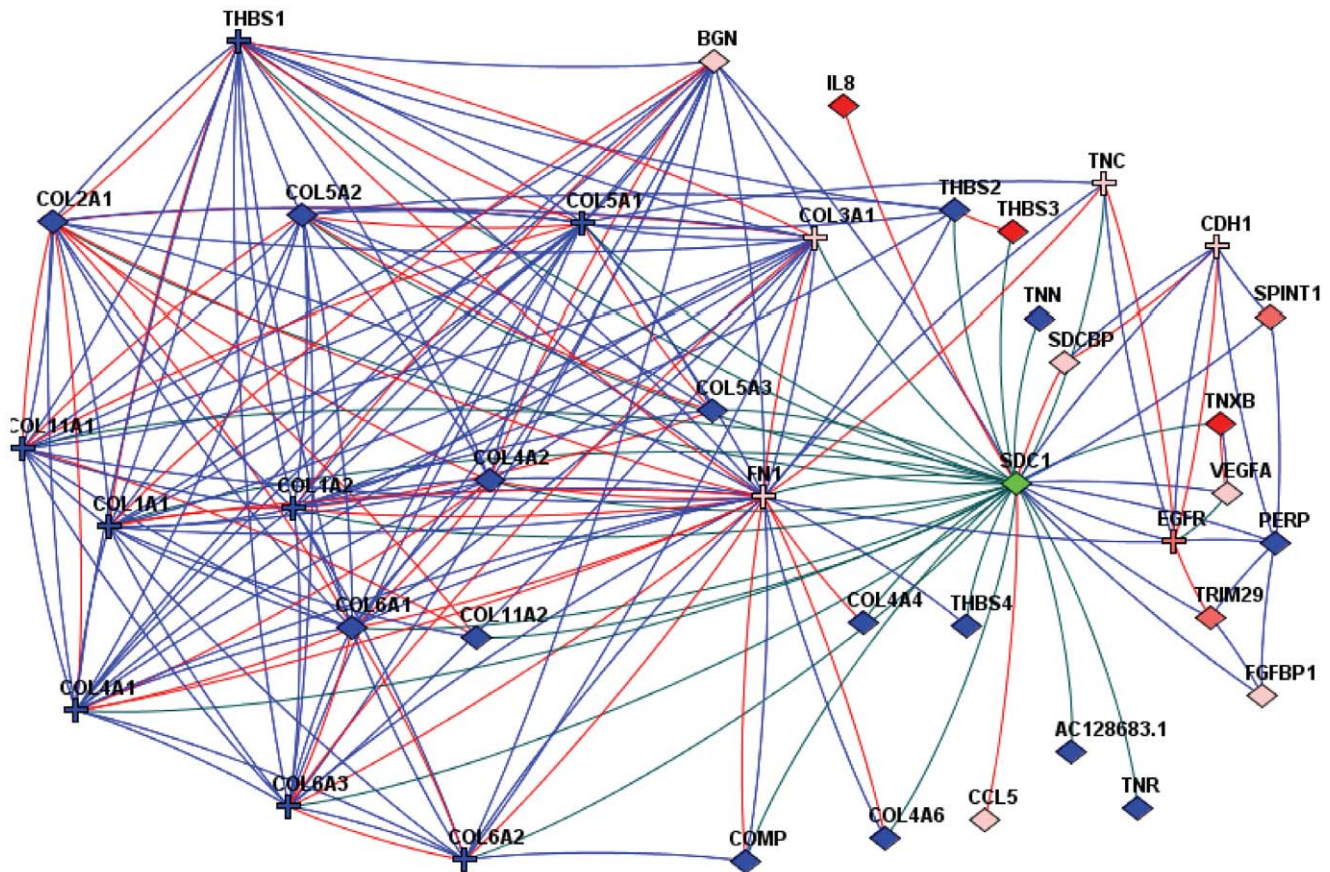 THBS1
BGN
IL8
TNC
COL2A1
COL5A2
COL5A1
COL3A1
THBS2
THBS3
CDH1
SPINT1
TNN
SDCBP
COL5A3
TNXB
COL11A1
COL4A2
FN1
SDC1
VEGFA
COL1A1
COL1A2
EGFR
PERP
COL6A1
COL11A2
COL4A4
THBS4
TRIM29
FGFBP1
COL4A1
AC128683.1
COL6A3
CCL5
TNR
COL6A2
COMP
COL4A6